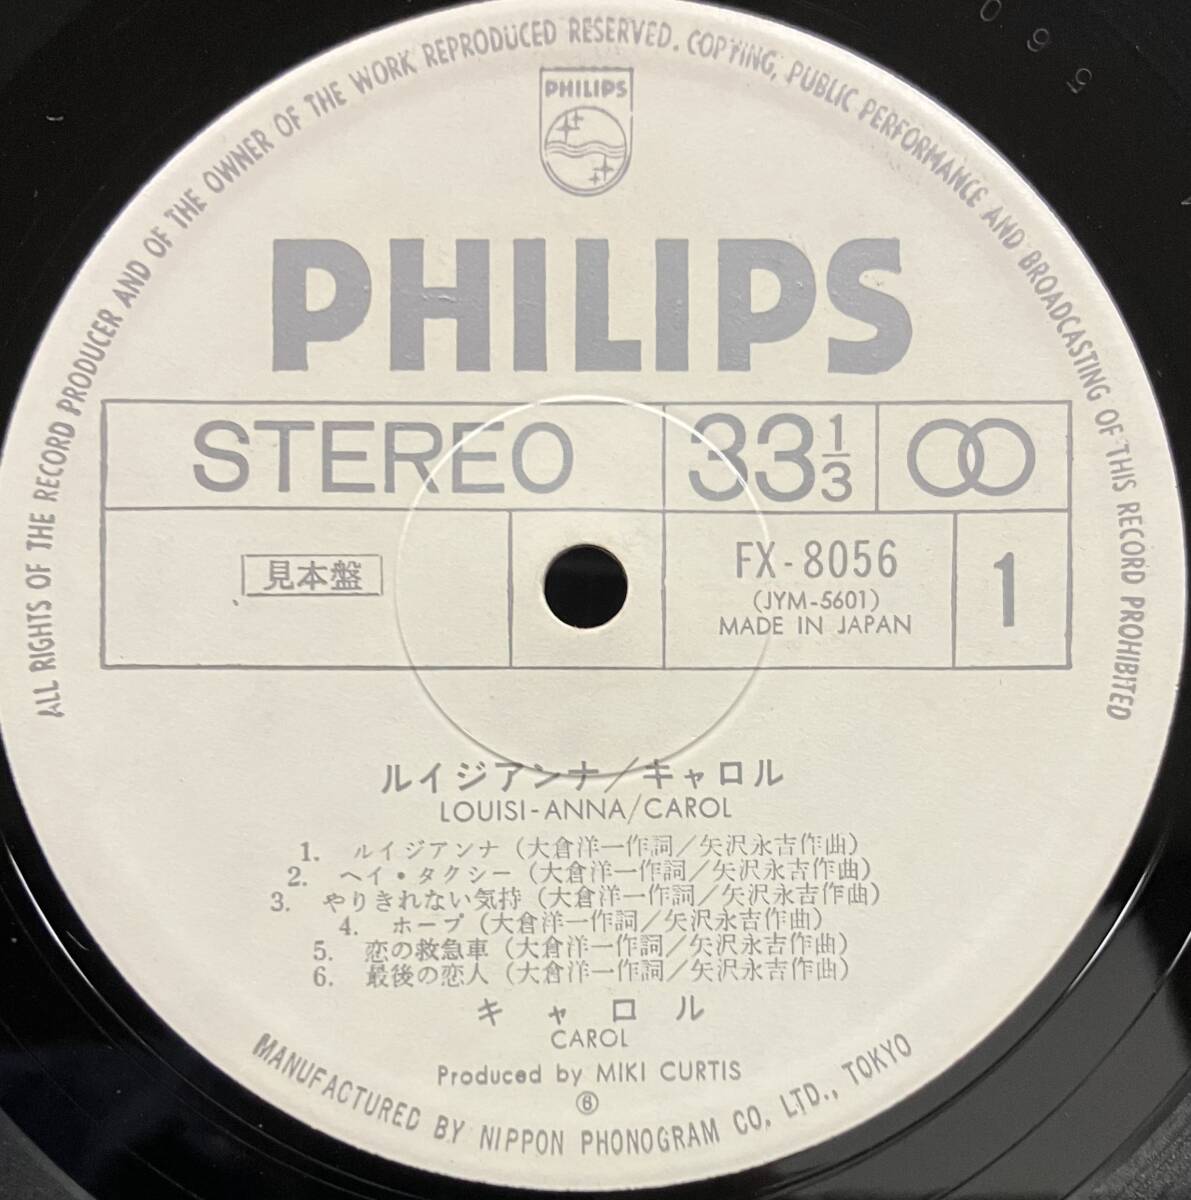 ALL RIGHTS OF THE RECORD PRODUCER AND OF THE OWNER OF THE WORK REPRODUCED RESERVED. COPYING, PUBLIC PERFORMANCE AND BROADCASTING OF THIS RECORD PROHIBITED
PHILIPS
PHILIPS
STEREO
33 1/3
見本盤
FX-8056
(JYM-5601)
MADE IN JAPAN
1
ルイジアンナ/キャロル
LOUISI-ANNA/CAROL
1. ルイジアンナ (大倉洋一作詞/矢沢永吉作曲)
2. ヘイ・タクシー (大倉洋一作詞/矢沢永吉作曲)
3. やりきれない気持 (大倉洋一作詞/矢沢永吉作曲)
4. ホープ (大倉洋一作詞/矢沢永吉作曲)
5. 恋の救急車 (大倉洋一作詞/矢沢永吉作曲)
6. 最後の恋人 (大倉洋一作詞/矢沢永吉作曲)
キャロル
CAROL
Produced by MIKI CURTIS
MANUFACTURED BY NIPPON PHONOGRAM CO. LTD., TOKYO